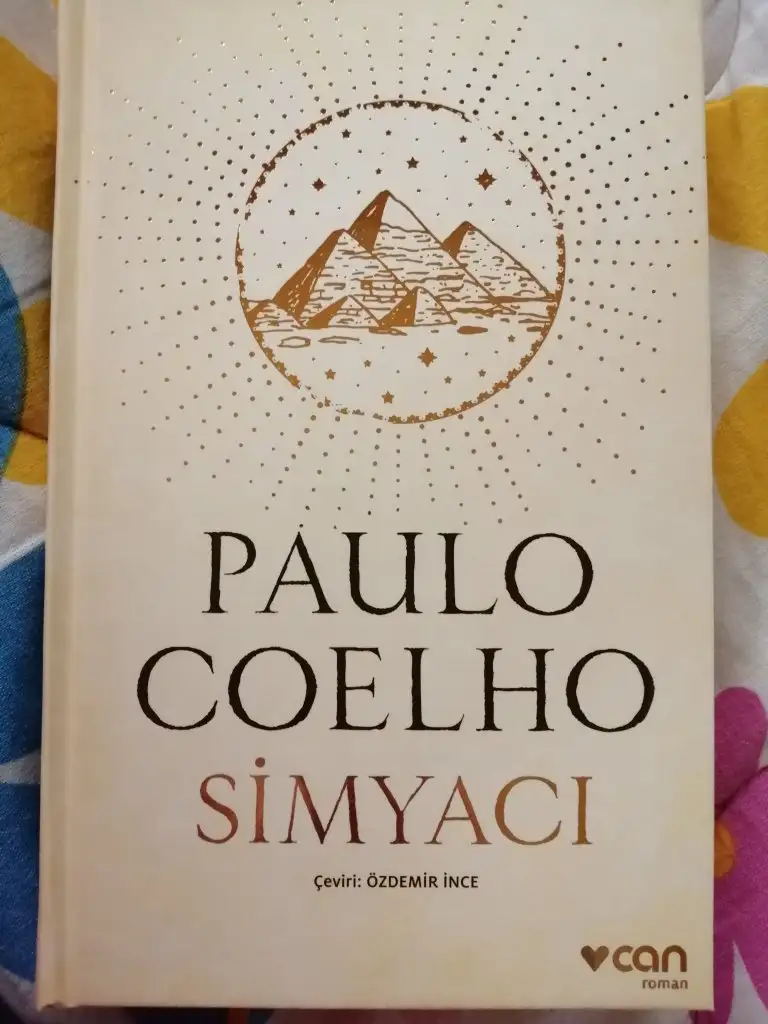 PAULO
COELHO
SİMYACI
Çeviri: ÖZDEMİR İNCE
can
roman